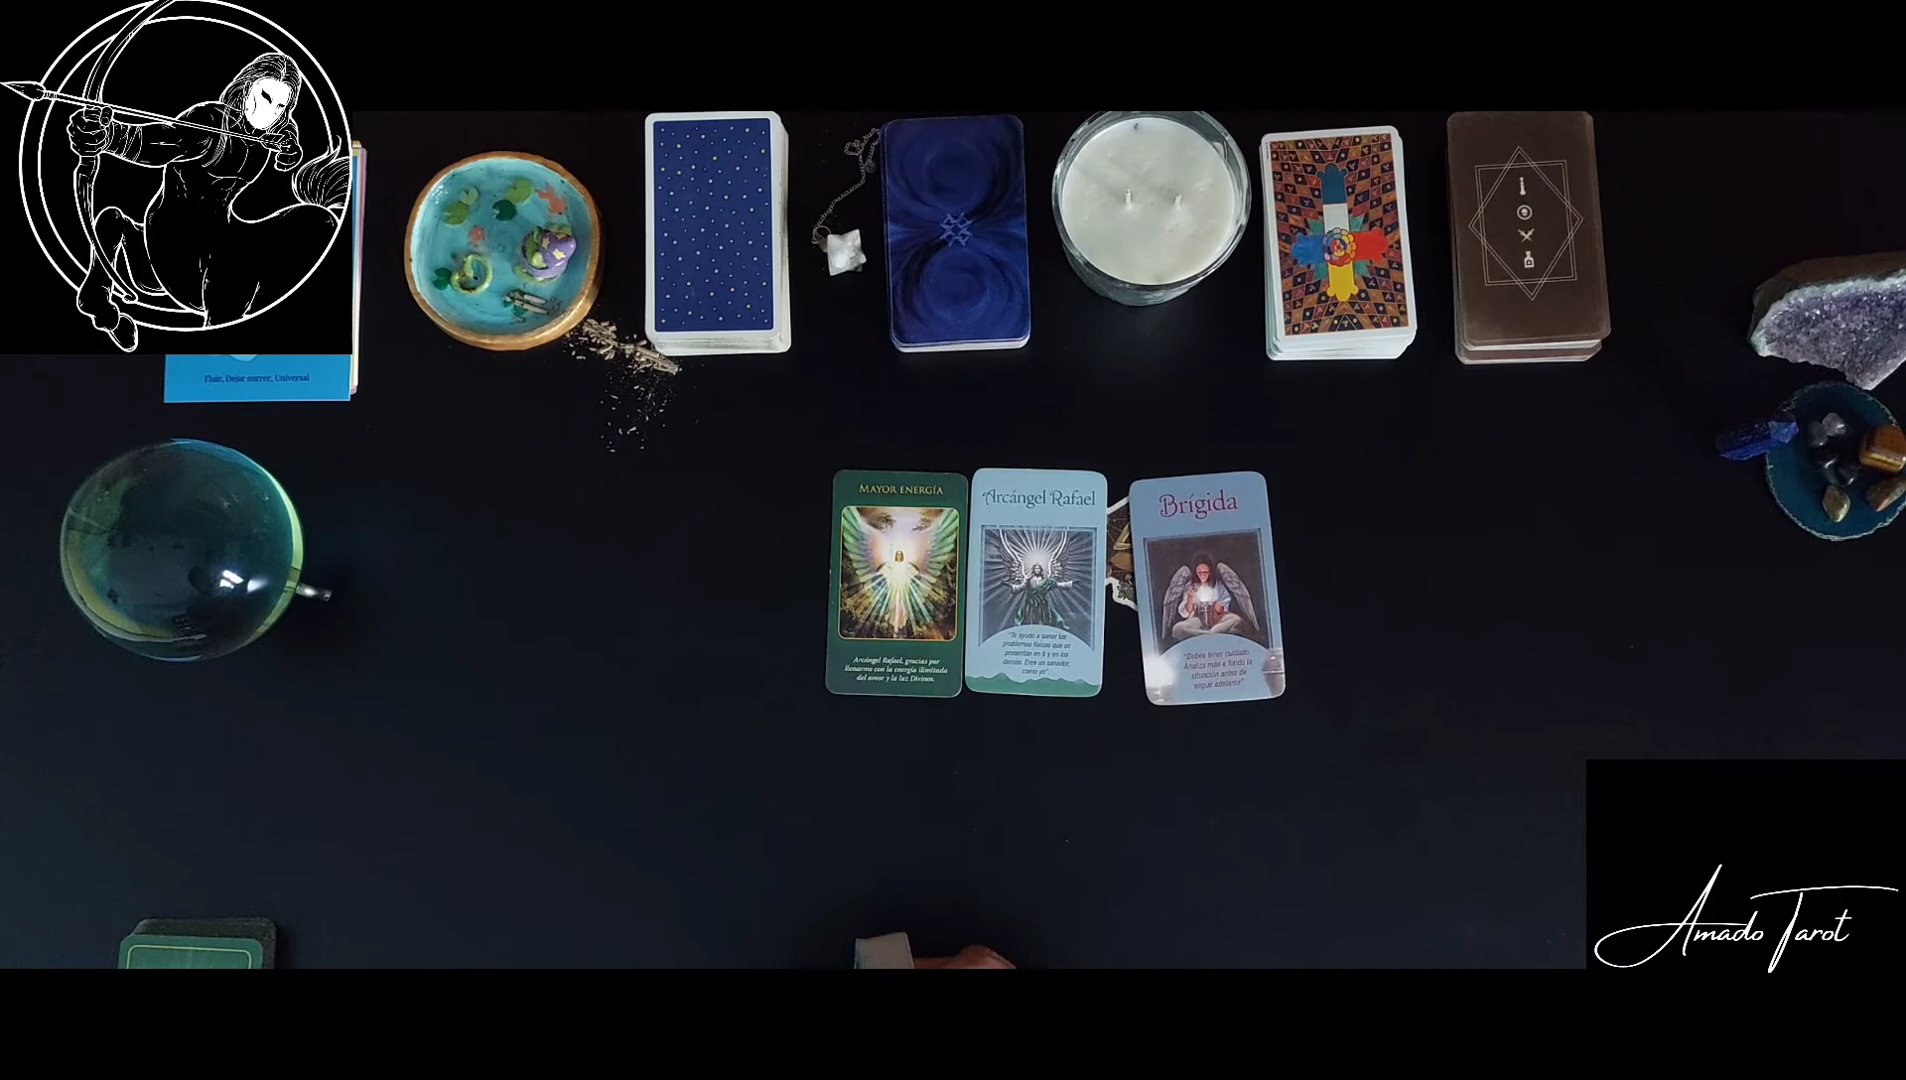 Fluir, Dejar correr, Universal
MAYOR ENERGÍA
Arcángel Rafael, gracias por
llenarme con la energía ilimitada
del amor y la luz Divinos.
Arcángel Rafael
"Te ayudo a sanar los
problemas físicos que se
presentan en ti y en los
demás. Eres un sanador,
como yo"
Brígida
"Debes tener cuidado.
Analiza más a fondo la
situación antes de
seguir adelante"
Amado Tarot